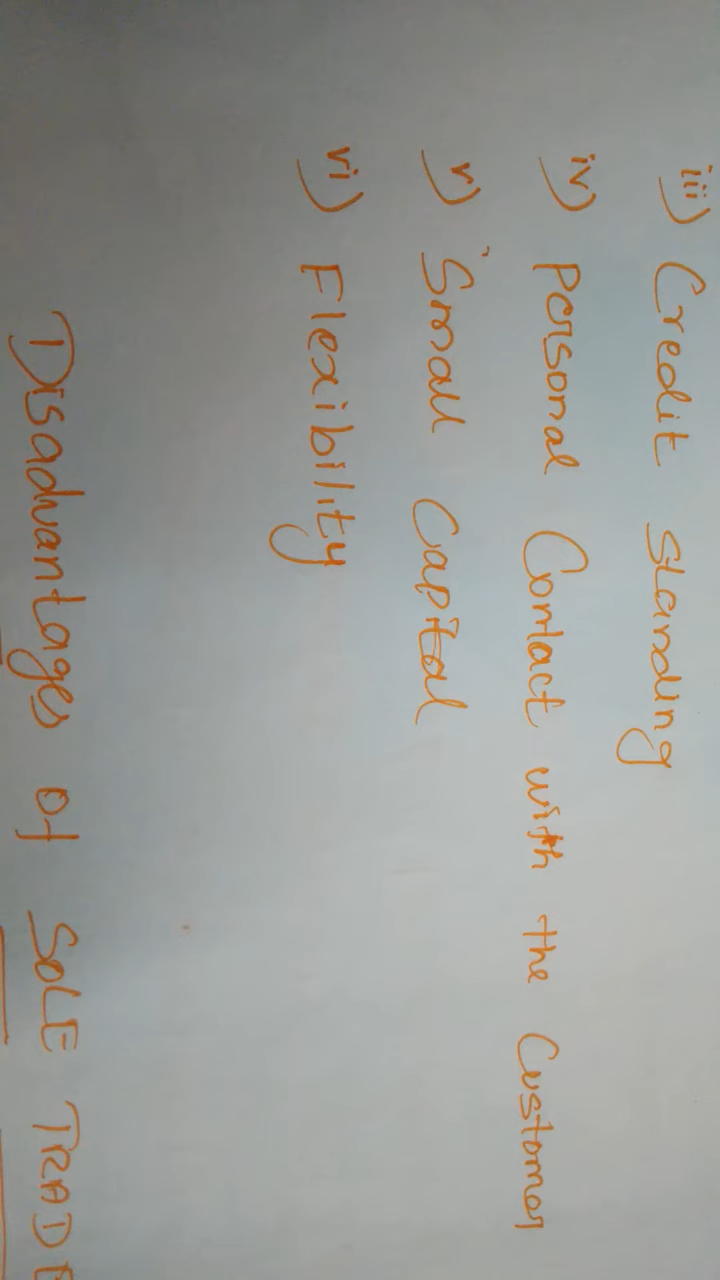 iii) Credit Standing
iv) Personal Contact with the Customer
v) Small Capital
vi) Flexibility
Disadvantages of SOLE TRADE